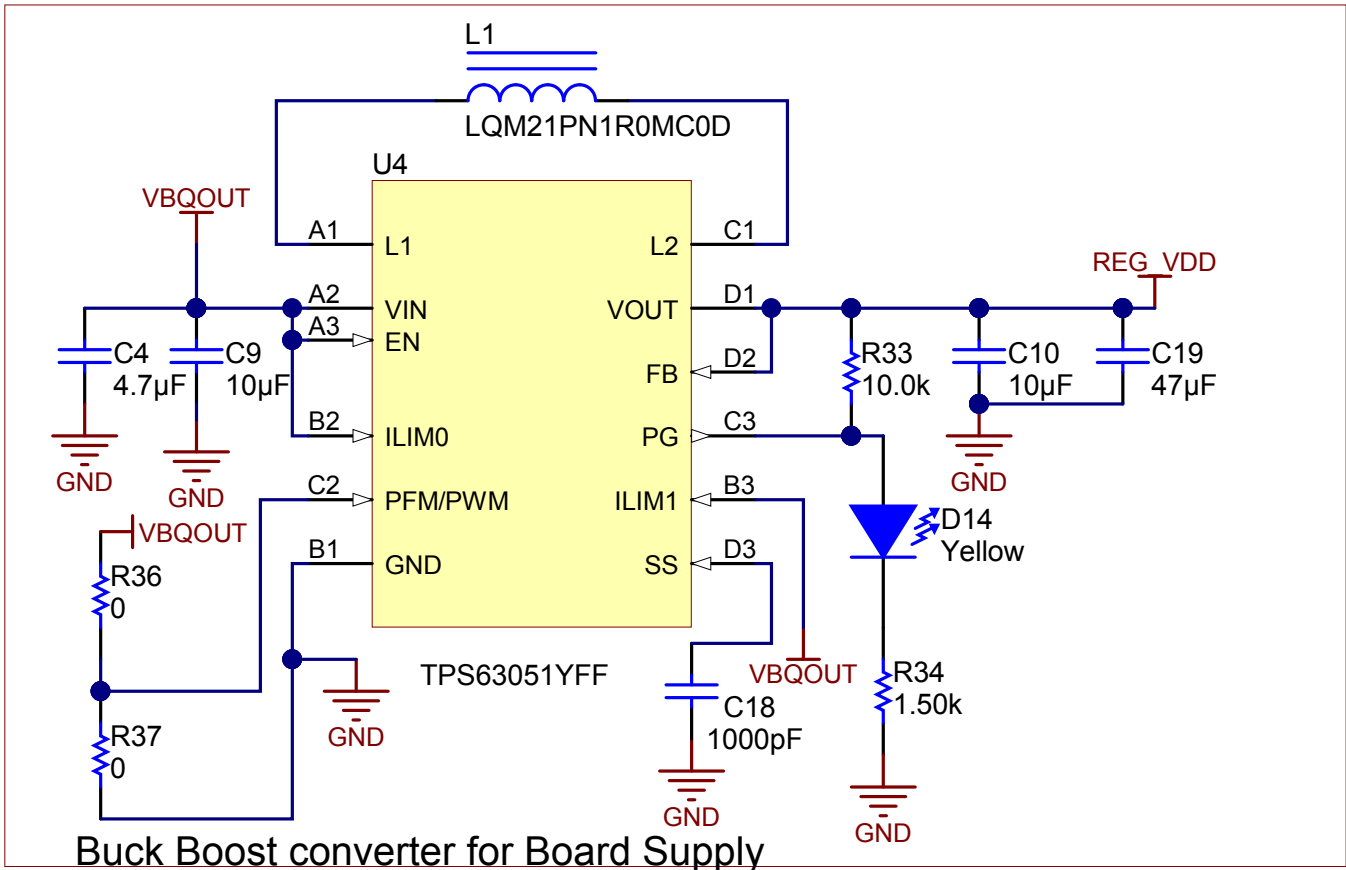 L1
LQM21PN1R0MC0D
U4
VBQOUT
A1
L1
L2
C1
REG_VDD
A2
VIN
VOUT
D1
A3
EN
C4
4.7µF
C9
10µF
FB
D2
R33
10.0k
C10
10µF
C19
47µF
B2
ILIM0
PG
C3
GND
GND
GND
C2
PFM/PWM
ILIM1
B3
VBQOUT
D14
Yellow
B1
GND
SS
D3
R36
0
TPS63051YFF
VBQOUT
R34
1.50k
C18
1000pF
GND
R37
0
GND
GND
Buck Boost converter for Board Supply